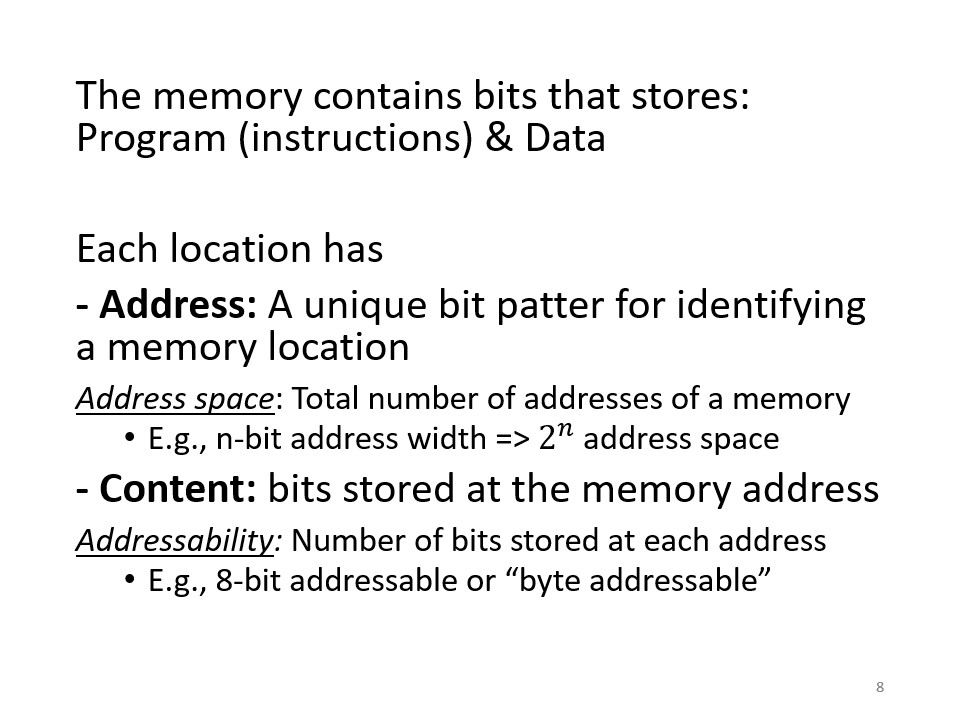 The memory contains bits that stores:
Program (instructions) & Data
Each location has
- Address: A unique bit patter for identifying
a memory location
Address space: Total number of addresses of a memory
• E.g., n-bit address width => 2ⁿ address space
- Content: bits stored at the memory address
Addressability: Number of bits stored at each address
• E.g., 8-bit addressable or “byte addressable”
8